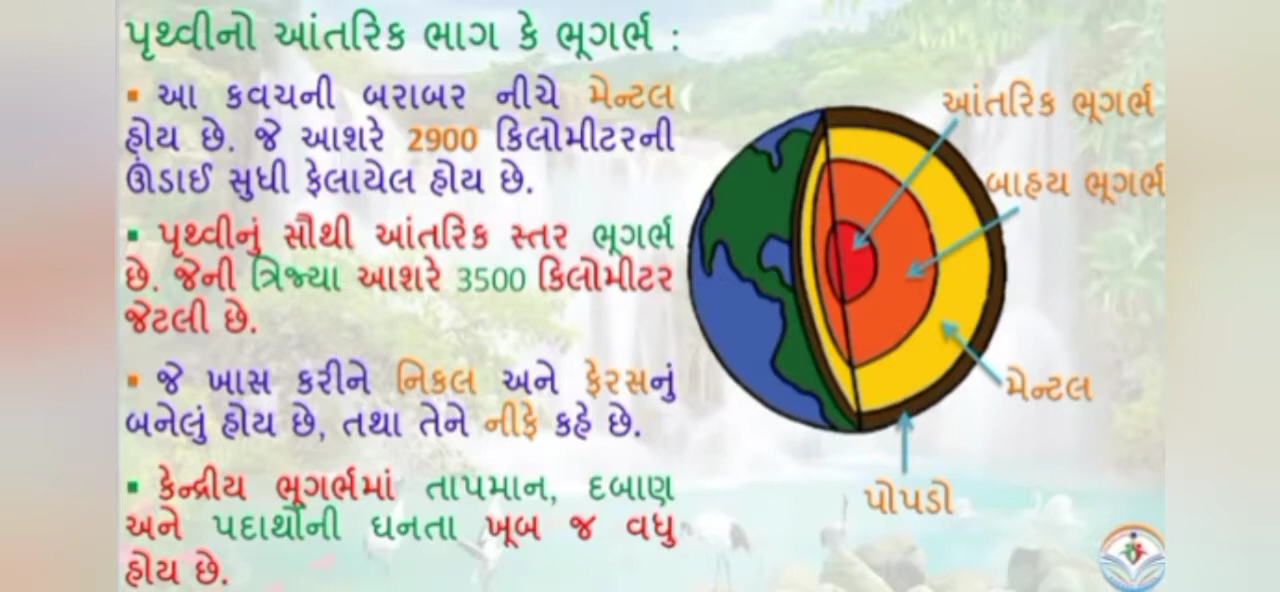 પૃથ્વીનો આંતરિક ભાગ કે ભૂગર્ભ :
▪ આ કવચની બરાબર નીચે મેન્ટલ
હોય છે. જે આશરે 2900 કિલોમીટરની
ઊંડાઈ સુધી ફેલાયેલ હોય છે.
▪ પૃથ્વીનું સૌથી આંતરિક સ્તર ભૂગર્ભ
છે. જેની ત્રિજ્યા આશરે 3500 કિલોમીટર
જેટલી છે.
▪ જે ખાસ કરીને નિકલ અને ફેરસનું
બનેલું હોય છે, તથા તેને નીફે કહે છે.
▪ કેન્દ્રીય ભૂગર્ભમાં તાપમાન, દબાણ
અને પદાર્થોની ઘનતા ખૂબ જ વધુ
હોય છે.
આંતરિક ભૂગર્ભ
બાહય ભૂગર્ભ
મેન્ટલ
પોપડો